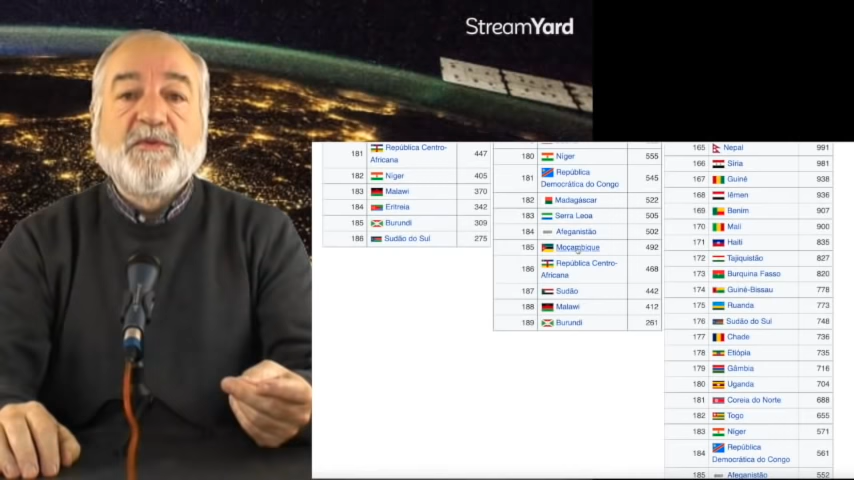 StreamYard
181 República Centro-
Africana 447
182 Níger 405
183 Malawi 370
184 Eritreia 342
185 Burundi 309
186 Sudão do Sul 275
180 Níger 555
181 República
Democrática do Congo 545
182 Madagáscar 522
183 Serra Leoa 505
184 Afeganistão 502
185 Moçambique 492
186 República Centro-
Africana 468
187 Sudão 442
188 Malawi 412
189 Burundi 261
165 Nepal 991
166 Síria 981
167 Guiné 938
168 Iêmen 936
169 Benim 907
170 Mali 900
171 Haiti 835
172 Tajiquistão 827
173 Burquina Fasso 820
174 Guiné-Bissau 778
175 Ruanda 773
176 Sudão do Sul 748
177 Chade 736
178 Etiópia 735
179 Gâmbia 716
180 Uganda 704
181 Coreia do Norte 688
182 Togo 655
183 Níger 571
184 República
Democrática do Congo 561
185 Afeganistão 552